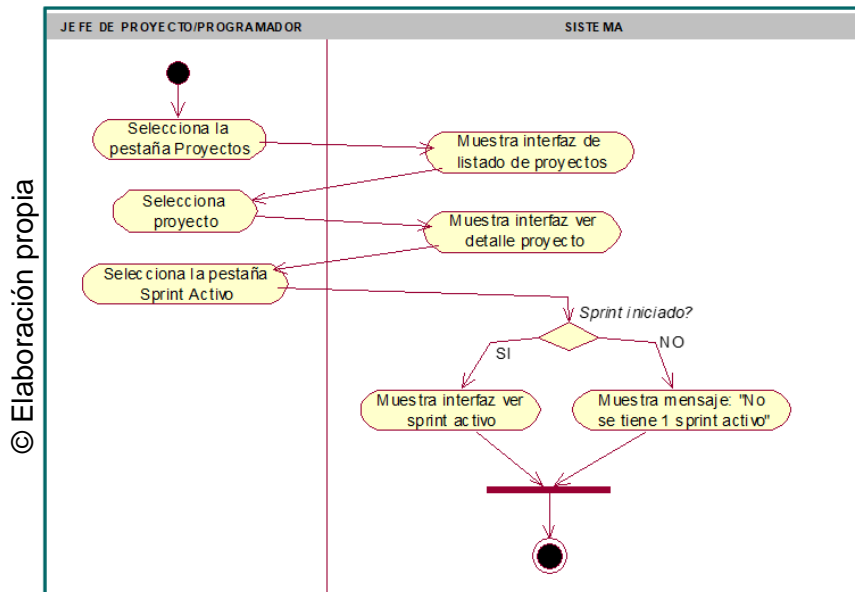 JEFE DE PROYECTO/PROGRAMADOR
SISTEMA
Selecciona la
pestaña Proyectos
Muestra interfaz de
listado de proyectos
Selecciona
proyecto
Muestra interfaz ver
detalle proyecto
Selecciona la pestaña
Sprint Activo
Sprint iniciado?
SI
NO
Muestra interfaz ver
sprint activo
Muestra mensaje: "No
se tiene 1 sprint activo"
© Elaboración propia